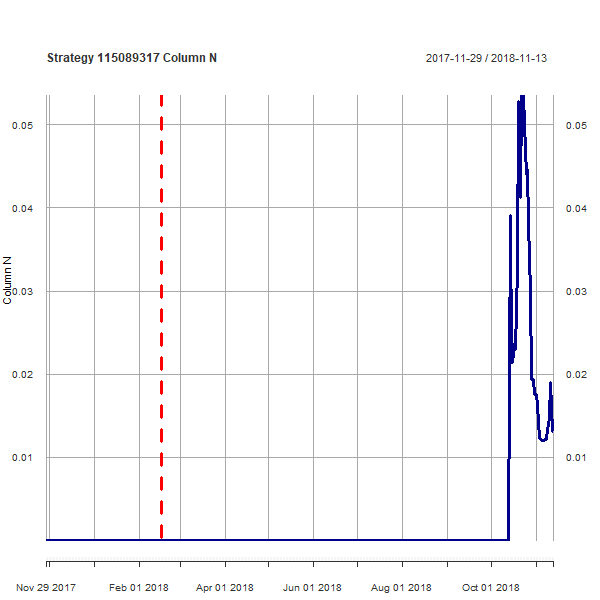 Strategy 115089317 Column N
2017-11-29 / 2018-11-13
0.05
0.05
0.04
0.04
0.03
0.03
Column N
0.02
0.02
0.01
0.01
Nov 29 2017
Feb 01 2018
Apr 01 2018
Jun 01 2018
Aug 01 2018
Oct 01 2018